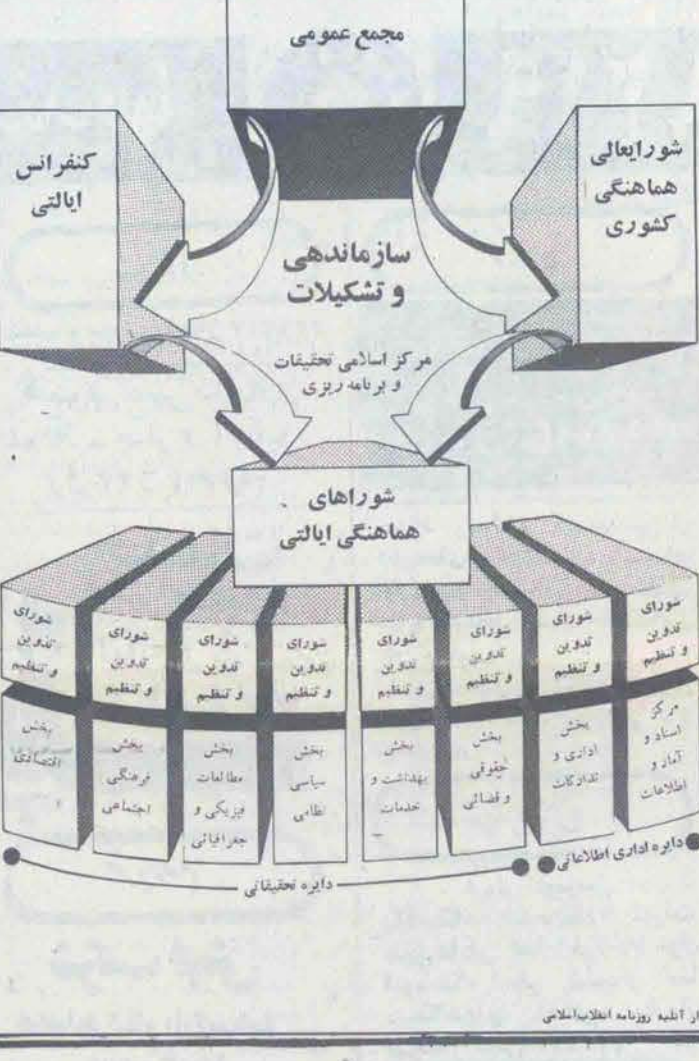 مجمع عمومی
شورایعالی
هماهنگی
کشوری
کنفرانس
ایالتی
سازماندهی
و تشکیلات
مرکز اسلامی تحقیقات
و برنامه ریزی
شوراهای
هماهنگی ایالتی
شورای
تدوین
و تنظیم
شورای
تدوین
و تنظیم
شورای
تدوین
و تنظیم
شورای
تدوین
و تنظیم
شورای
تدوین
و تنظیم
شورای
تدوین
و تنظیم
شورای
تدوین
و تنظیم
شورای
تدوین
و تنظیم
مرکز
اسناد و
آمار و
اطلاعات
بخش
اداری و
تدارکات
بخش
حقوقی
و قضائی
بخش
بهداشت و
خدمات
بخش
سیاسی
نظامی
بخش
مطالعات
فیزیکی و
جغرافیائی
بخش
فرهنگی
اجتماعی
بخش
اقتصادی
دایره اداری اطلاعاتی
دایره تحقیقاتی
از آتلیه روزنامه انقلاب‌اسلامی